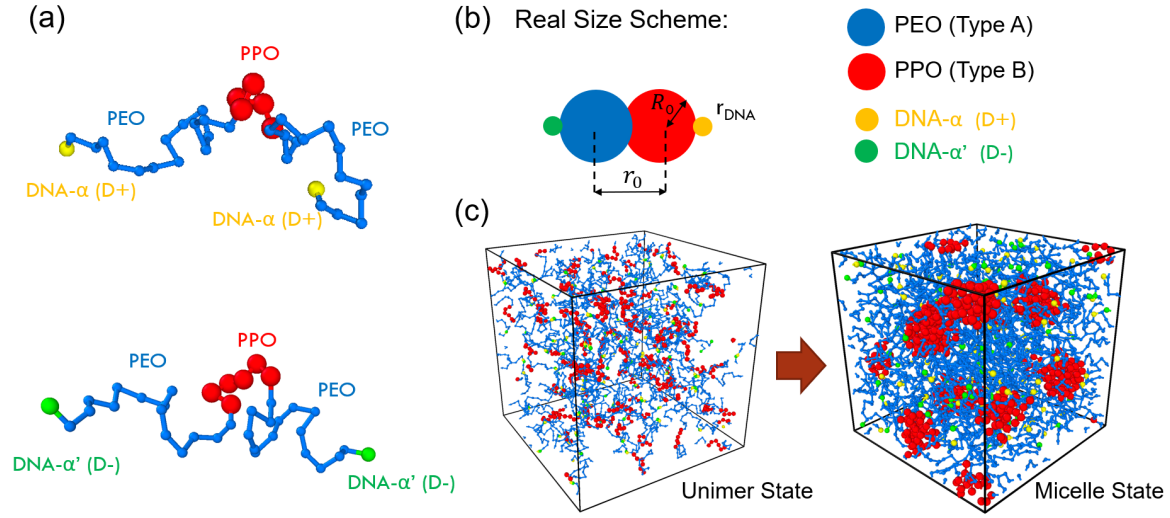 (a)
PPO
PEO
PEO
DNA-α (D+)
DNA-α (D+)
PPO
PEO
PEO
DNA-α’ (D-)
DNA-α’ (D-)
(b) Real Size Scheme:
R₀
r_DNA
r₀
PEO (Type A)
PPO (Type B)
DNA-α (D+)
DNA-α’ (D-)
(c)
Unimer State
Micelle State